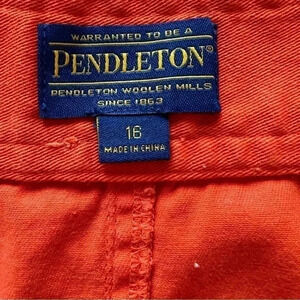 WARRANTED TO BE A
PENDLETON®
PENDLETON WOOLEN MILLS
SINCE 1863
16
MADE IN CHINA